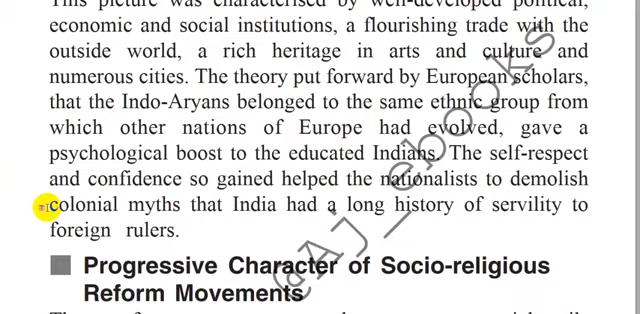 This picture was characterised by well-developed political,
economic and social institutions, a flourishing trade with the
outside world, a rich heritage in arts and culture and
numerous cities. The theory put forward by European scholars,
that the Indo-Aryans belonged to the same ethnic group from
which other nations of Europe had evolved, gave a
psychological boost to the educated Indians. The self-respect
and confidence so gained helped the nationalists to demolish
colonial myths that India had a long history of servility to
foreign rulers.
Progressive Character of Socio-religious
Reform Movements
@Aj_ebooks